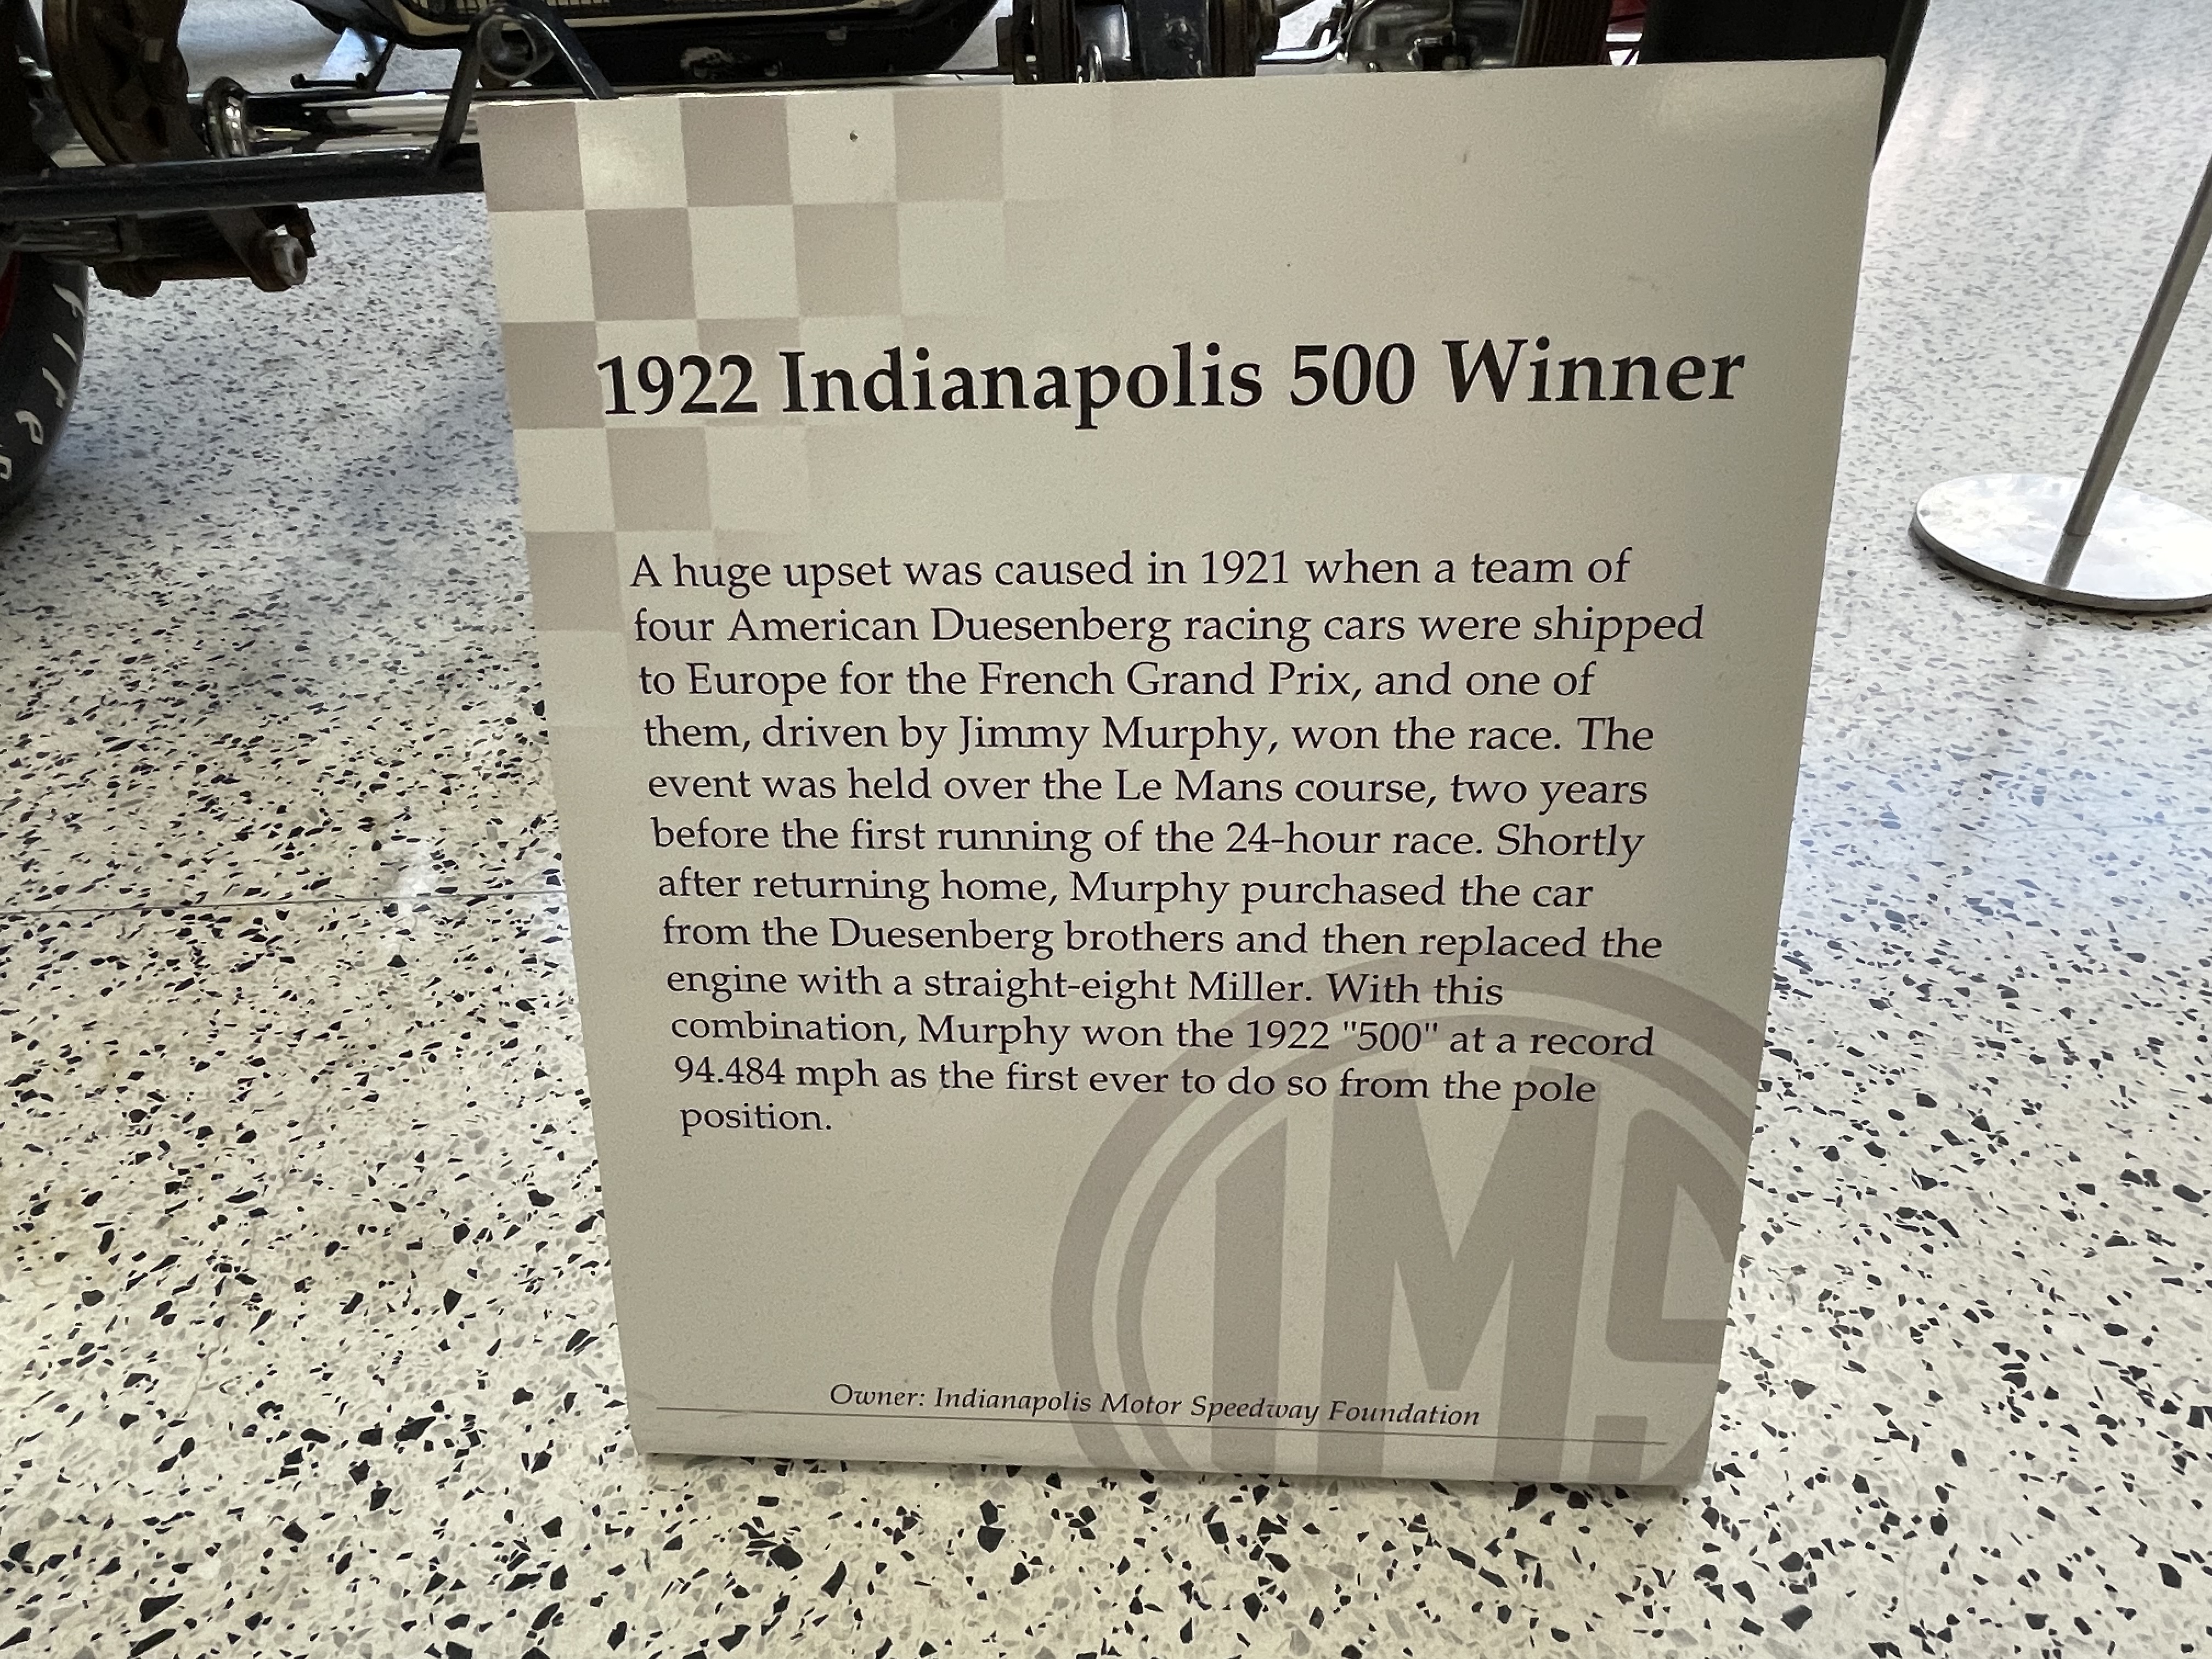 1922 Indianapolis 500 Winner
A huge upset was caused in 1921 when a team of
four American Duesenberg racing cars were shipped
to Europe for the French Grand Prix, and one of
them, driven by Jimmy Murphy, won the race. The
event was held over the Le Mans course, two years
before the first running of the 24-hour race. Shortly
after returning home, Murphy purchased the car
from the Duesenberg brothers and then replaced the
engine with a straight-eight Miller. With this
combination, Murphy won the 1922 "500" at a record
94.484 mph as the first ever to do so from the pole
position.
IMS
Owner: Indianapolis Motor Speedway Foundation